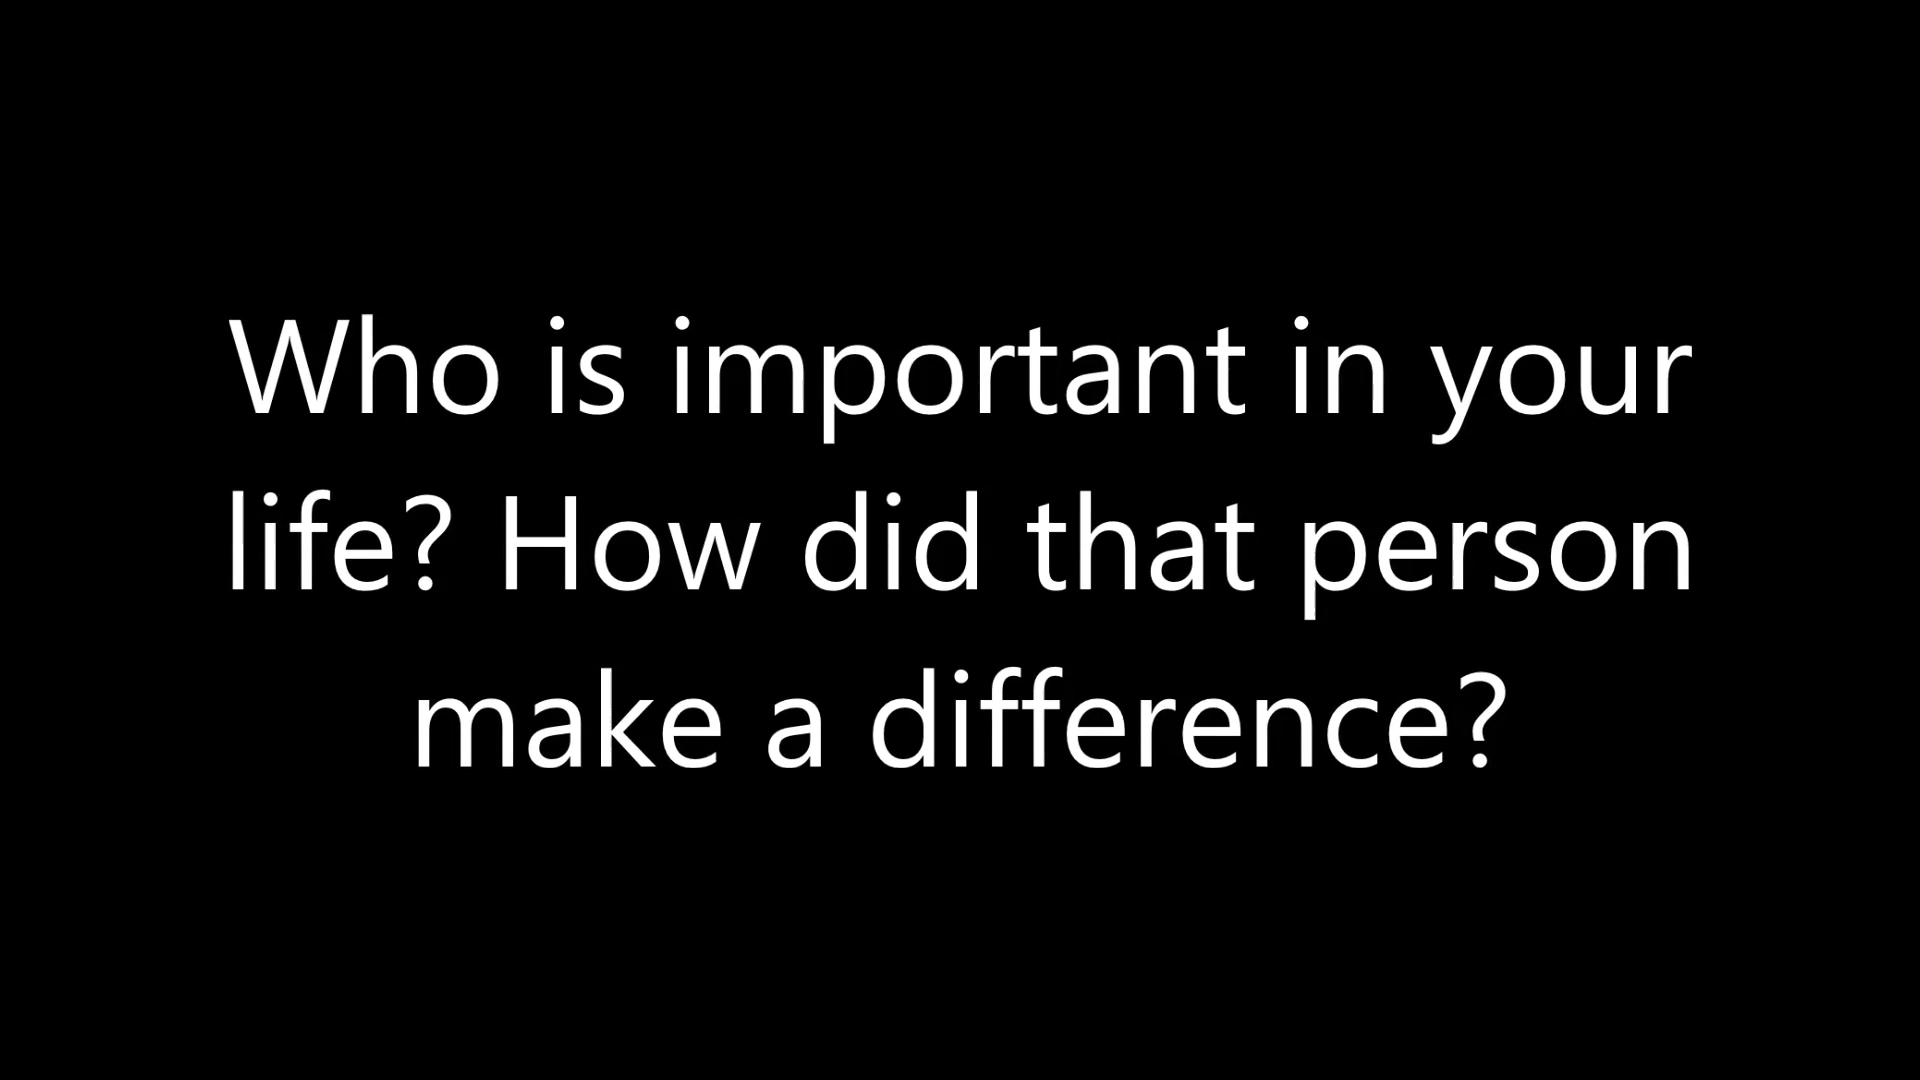 Who is important in your
life? How did that person
make a difference?